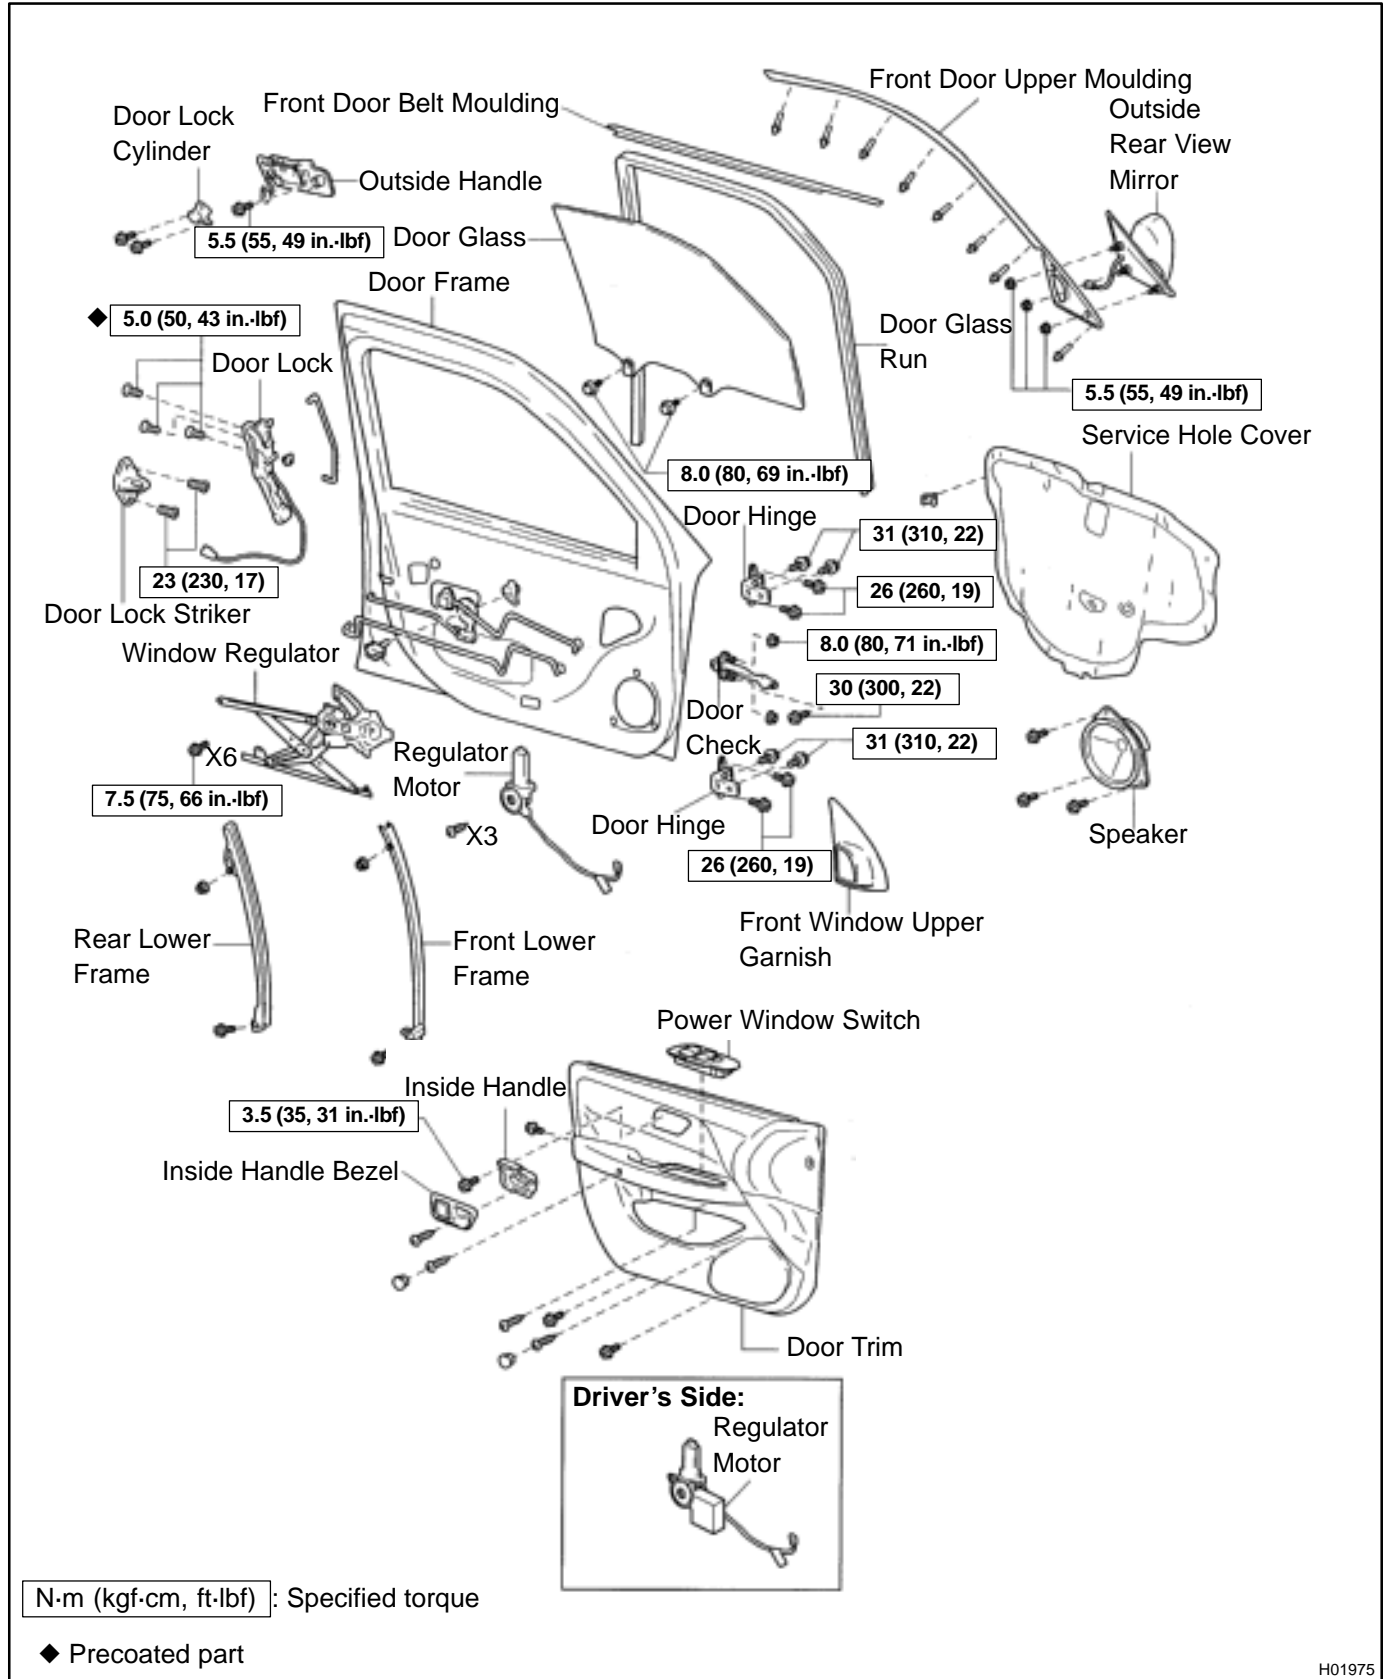 Front Door Upper Moulding
Front Door Belt Moulding
Door Lock
Cylinder
Outside
Rear View
Mirror
Outside Handle
5.5 (55, 49 in.·lbf)
Door Glass
Door Frame
◆ 5.0 (50, 43 in.·lbf)
Door Glass
Run
Door Lock
5.5 (55, 49 in.·lbf)
Service Hole Cover
8.0 (80, 69 in.·lbf)
Door Hinge
31 (310, 22)
23 (230, 17)
26 (260, 19)
Door Lock Striker
8.0 (80, 71 in.·lbf)
Window Regulator
30 (300, 22)
Door
Check
31 (310, 22)
X6
Regulator
Motor
7.5 (75, 66 in.·lbf)
X3
Door Hinge
Speaker
26 (260, 19)
Front Window Upper
Garnish
Rear Lower
Frame
Front Lower
Frame
Power Window Switch
Inside Handle
3.5 (35, 31 in.·lbf)
Inside Handle Bezel
Door Trim
Driver's Side:
Regulator
Motor
N·m (kgf·cm, ft·lbf) : Specified torque
◆ Precoated part
H01975